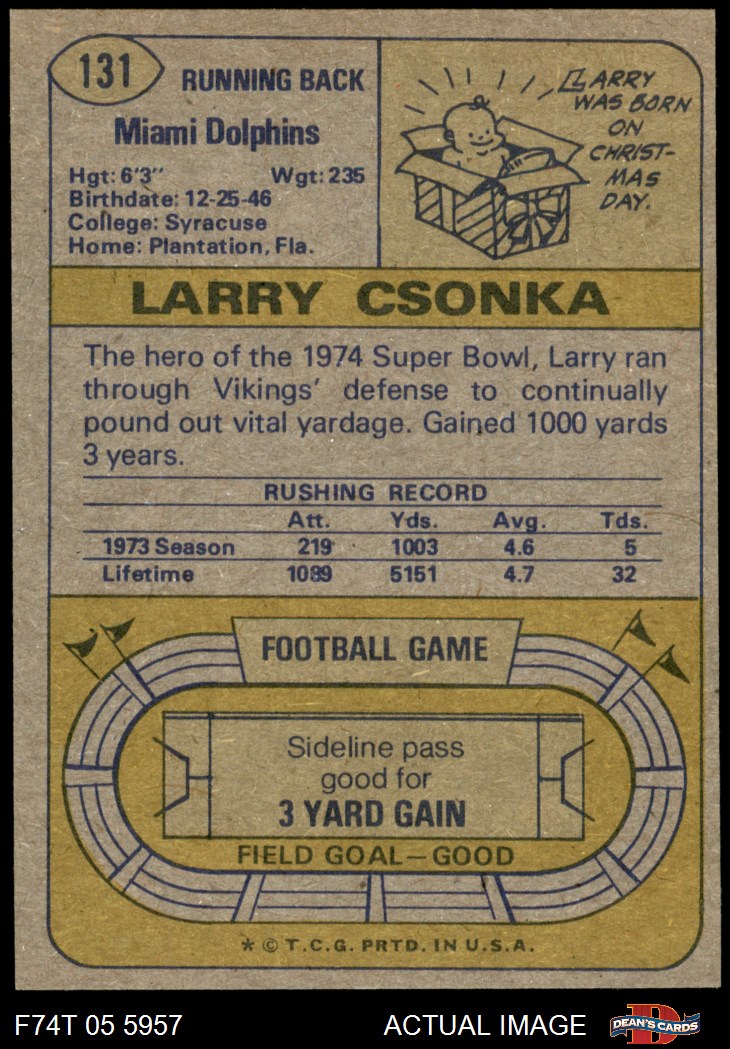 131
RUNNING BACK
Miami Dolphins
Hgt: 6'3" Wgt: 235
Birthdate: 12-25-46
College: Syracuse
Home: Plantation, Fla.
LARRY
WAS BORN
ON
CHRIST-
MAS
DAY.
LARRY CSONKA
The hero of the 1974 Super Bowl, Larry ran
through Vikings' defense to continually
pound out vital yardage. Gained 1000 yards
3 years.
RUSHING RECORD
Att. Yds. Avg. Tds.
1973 Season 219 1003 4.6 5
Lifetime 1089 5151 4.7 32
FOOTBALL GAME
Sideline pass
good for
3 YARD GAIN
FIELD GOAL—GOOD
* © T.C.G. PRTD. IN U.S.A.
F74T 05 5957 ACTUAL IMAGE D DEAN'S CARDS